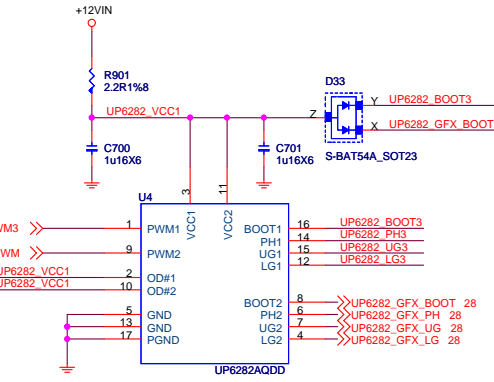 +12VIN
R901
2.2R1%8
D33
Y UP6282_BOOT3
UP6282_VCC1
Z
X UP6282_GFX_BOOT
C700
1u16X6
C701
1u16X6
S-BAT54A_SOT23
U4
3
11
VCC1
VCC2
WM3
1
PWM1
BOOT1
16
UP6282_BOOT3
PH1
14
UP6282_PH3
WM
9
PWM2
UG1
15
UP6282_UG3
LG1
12
UP6282_LG3
UP6282_VCC1
2
OD#1
UP6282_VCC1
10
OD#2
BOOT2
8
UP6282_GFX_BOOT 28
5
GND
PH2
6
UP6282_GFX_PH 28
13
GND
UG2
7
UP6282_GFX_UG 28
17
PGND
LG2
4
UP6282_GFX_LG 28
UP6282AQDD